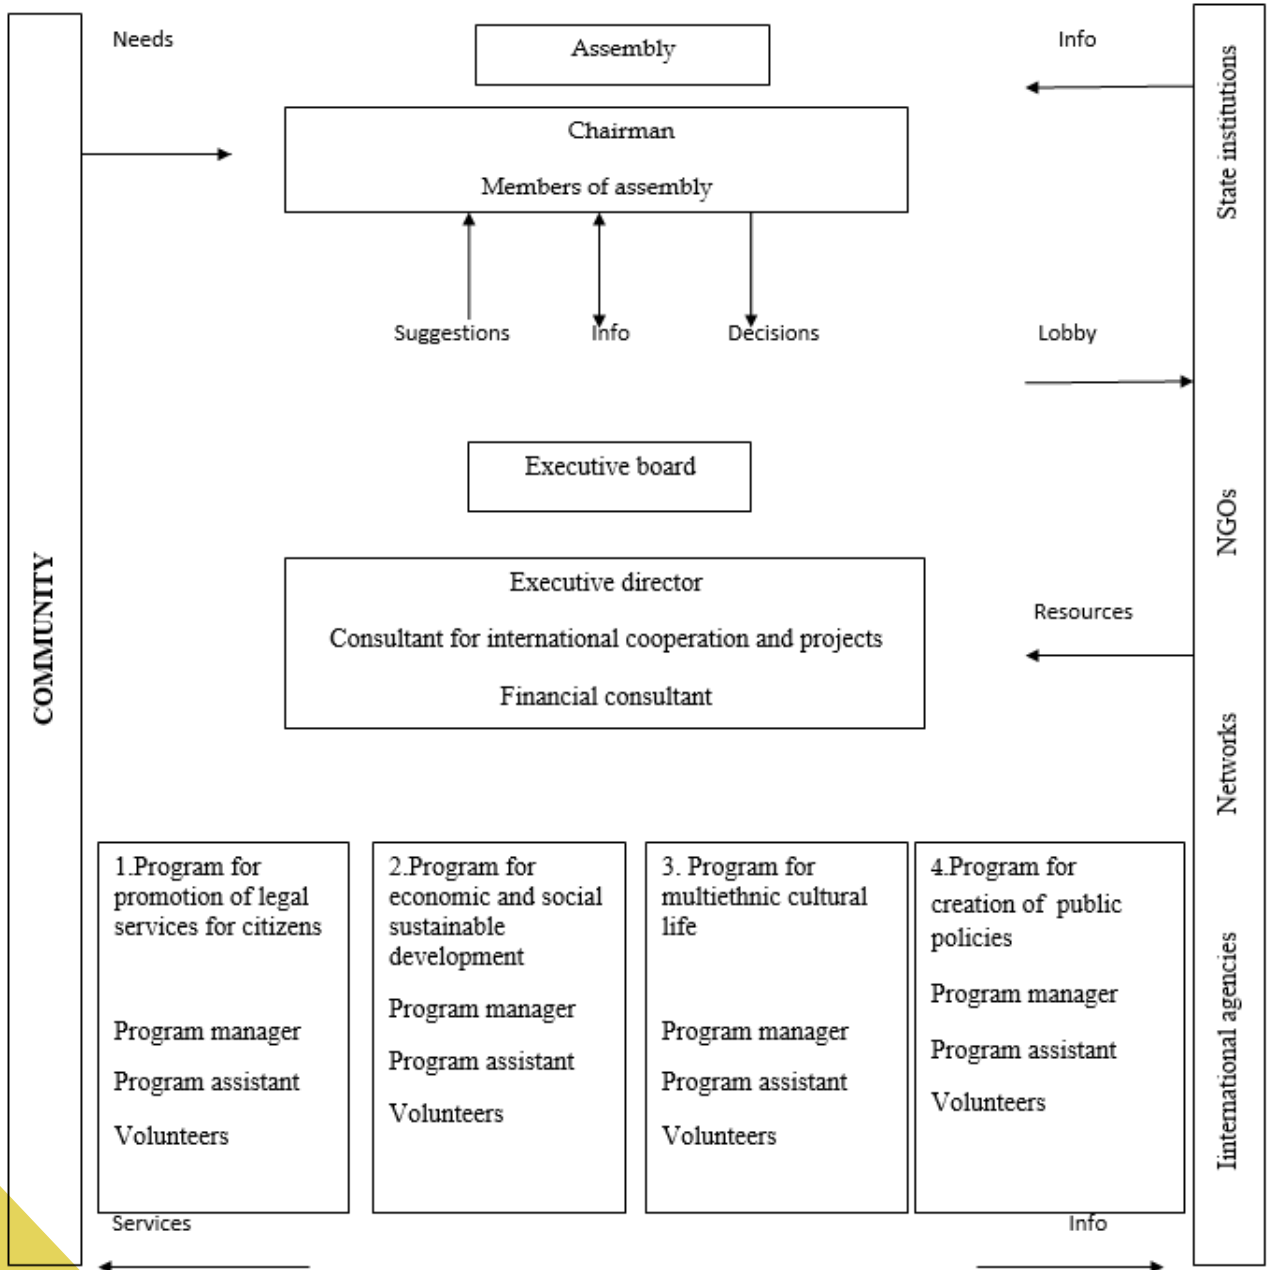 Needs
Assembly
Info
Chairman
Members of assembly
Suggestions
Info
Decisions
Lobby
Executive board
Executive director
Consultant for international cooperation and projects
Financial consultant
Resources
COMMUNITY
State institutions
NGOs
Networks
Iinternational agencies
1.Program for
promotion of legal
services for citizens
Program manager
Program assistant
Volunteers
2.Program for
economic and social
sustainable
development
Program manager
Program assistant
Volunteers
3. Program for
multiethnic cultural
life
Program manager
Program assistant
Volunteers
4.Program for
creation of public
policies
Program manager
Program assistant
Volunteers
Services
Info